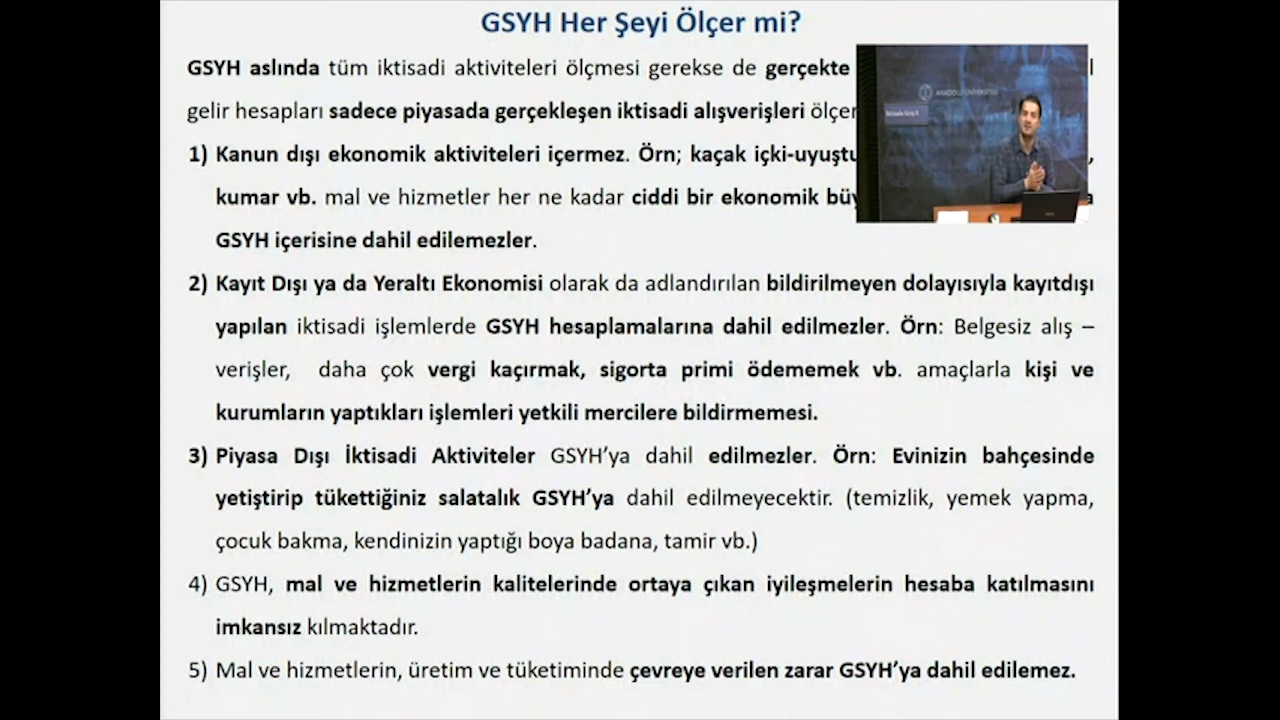 GSYH Her Şeyi Ölçer mi?
GSYH aslında tüm iktisadi aktiviteleri ölçmesi gerekse de gerçekte
gelir hesapları sadece piyasada gerçekleşen iktisadi alışverişleri
ANADOLU ÜNİVERSİTESİ
İktisada Giriş II
1) Kanun dışı ekonomik aktiviteleri içermez. Örn; kaçak
kumar vb. mal ve hizmetler her ne kadar ciddi bir ekonomik
GSYH içerisine dahil edilemezler.
2) Kayıt Dışı ya da Yeraltı Ekonomisi olarak da adlandırılan bildirilmeyen dolayısıyla kayıtdışı
yapılan iktisadi işlemlerde GSYH hesaplamalarına dahil edilmezler. Örn: Belgesiz alış –
verişler, daha çok vergi kaçırmak, sigorta primi ödememek vb. amaçlarla kişi ve
kurumların yaptıkları işlemleri yetkili mercilere bildirmemesi.
3) Piyasa Dışı İktisadi Aktiviteler GSYH’ya dahil edilmezler. Örn: Evinizin bahçesinde
yetiştirip tükettiğiniz salatalık GSYH’ya dahil edilmeyecektir. (temizlik, yemek yapma,
çocuk bakma, kendinizin yaptığı boya badana, tamir vb.)
4) GSYH, mal ve hizmetlerin kalitelerinde ortaya çıkan iyileşmelerin hesaba katılmasını
imkansız kılmaktadır.
5) Mal ve hizmetlerin, üretim ve tüketiminde çevreye verilen zarar GSYH’ya dahil edilemez.